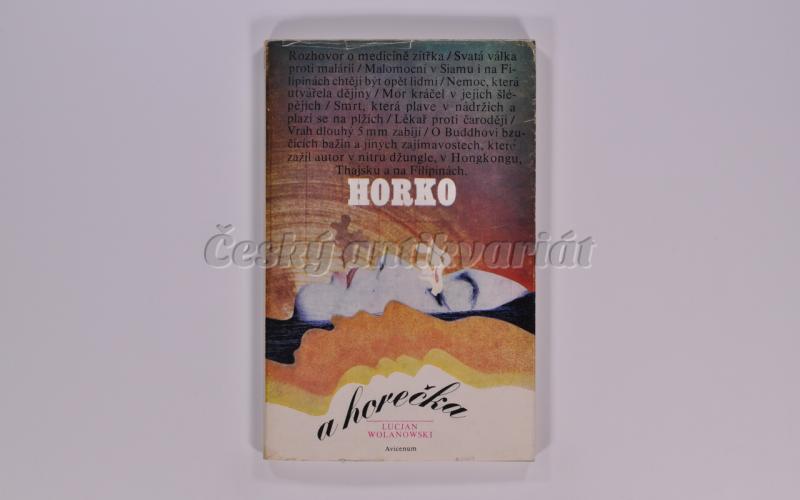 Rozhovor o medicíně zítřka / Svatá válka
proti malárii / Malomocní v Siamu i na Fi-
lipínách chtějí být opět lidmi / Nemoc, která
utvářela dějiny / Mor kráčel v jejich šlé-
pějích / Smrt, která plave v nádržích a
plazí se na plžích / Lékař proti čaroději /
Vrah dlouhý 5 mm zabíjí / O Buddhovi bzu-
čících bažin a jiných zajímavostech, které
zažil autor v nitru džungle, v Hongkongu,
Thajsku a na Filipínách.
HORKO
Český antikvariát
a horečka
LUCIAN
WOLANOWSKI
Avicenum